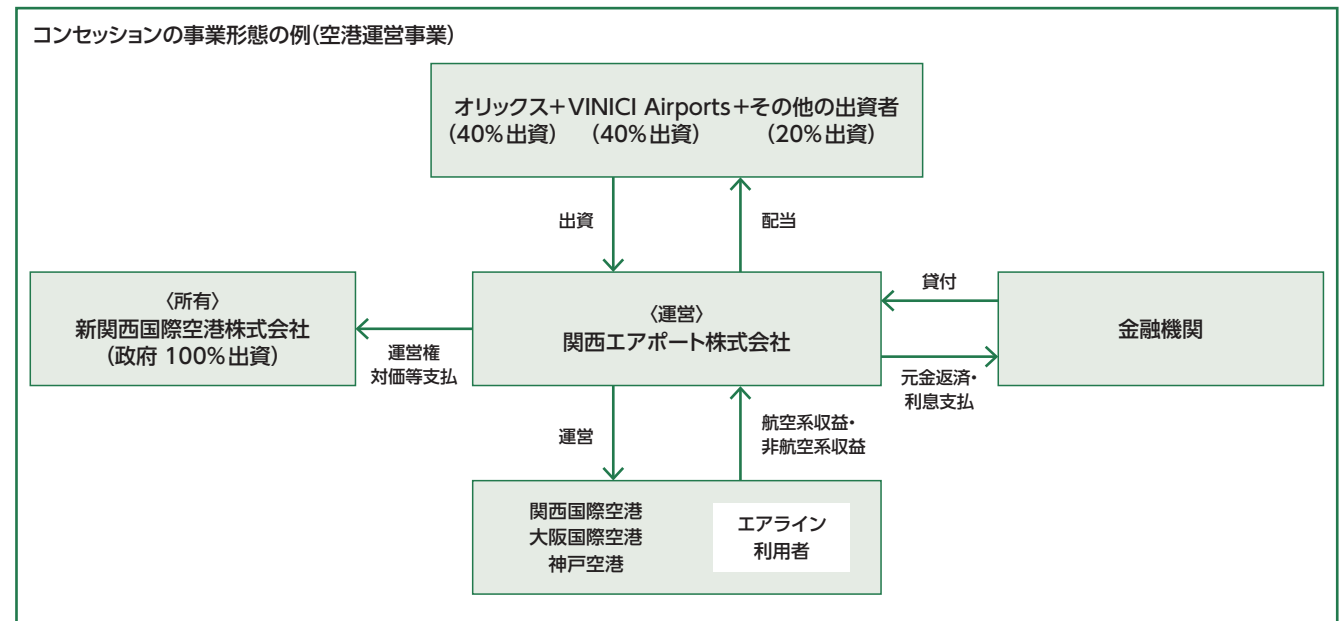 コンセッションの事業形態の例(空港運営事業)
オリックス+VINICI Airports+その他の出資者
(40%出資) (40%出資) (20%出資)
出資
配当
〈所有〉
新関西国際空港株式会社
(政府 100%出資)
運営権
対価等支払
〈運営〉
関西エアポート株式会社
貸付
元金返済・
利息支払
金融機関
運営
航空系収益・
非航空系収益
関西国際空港
大阪国際空港
神戸空港
エアライン
利用者